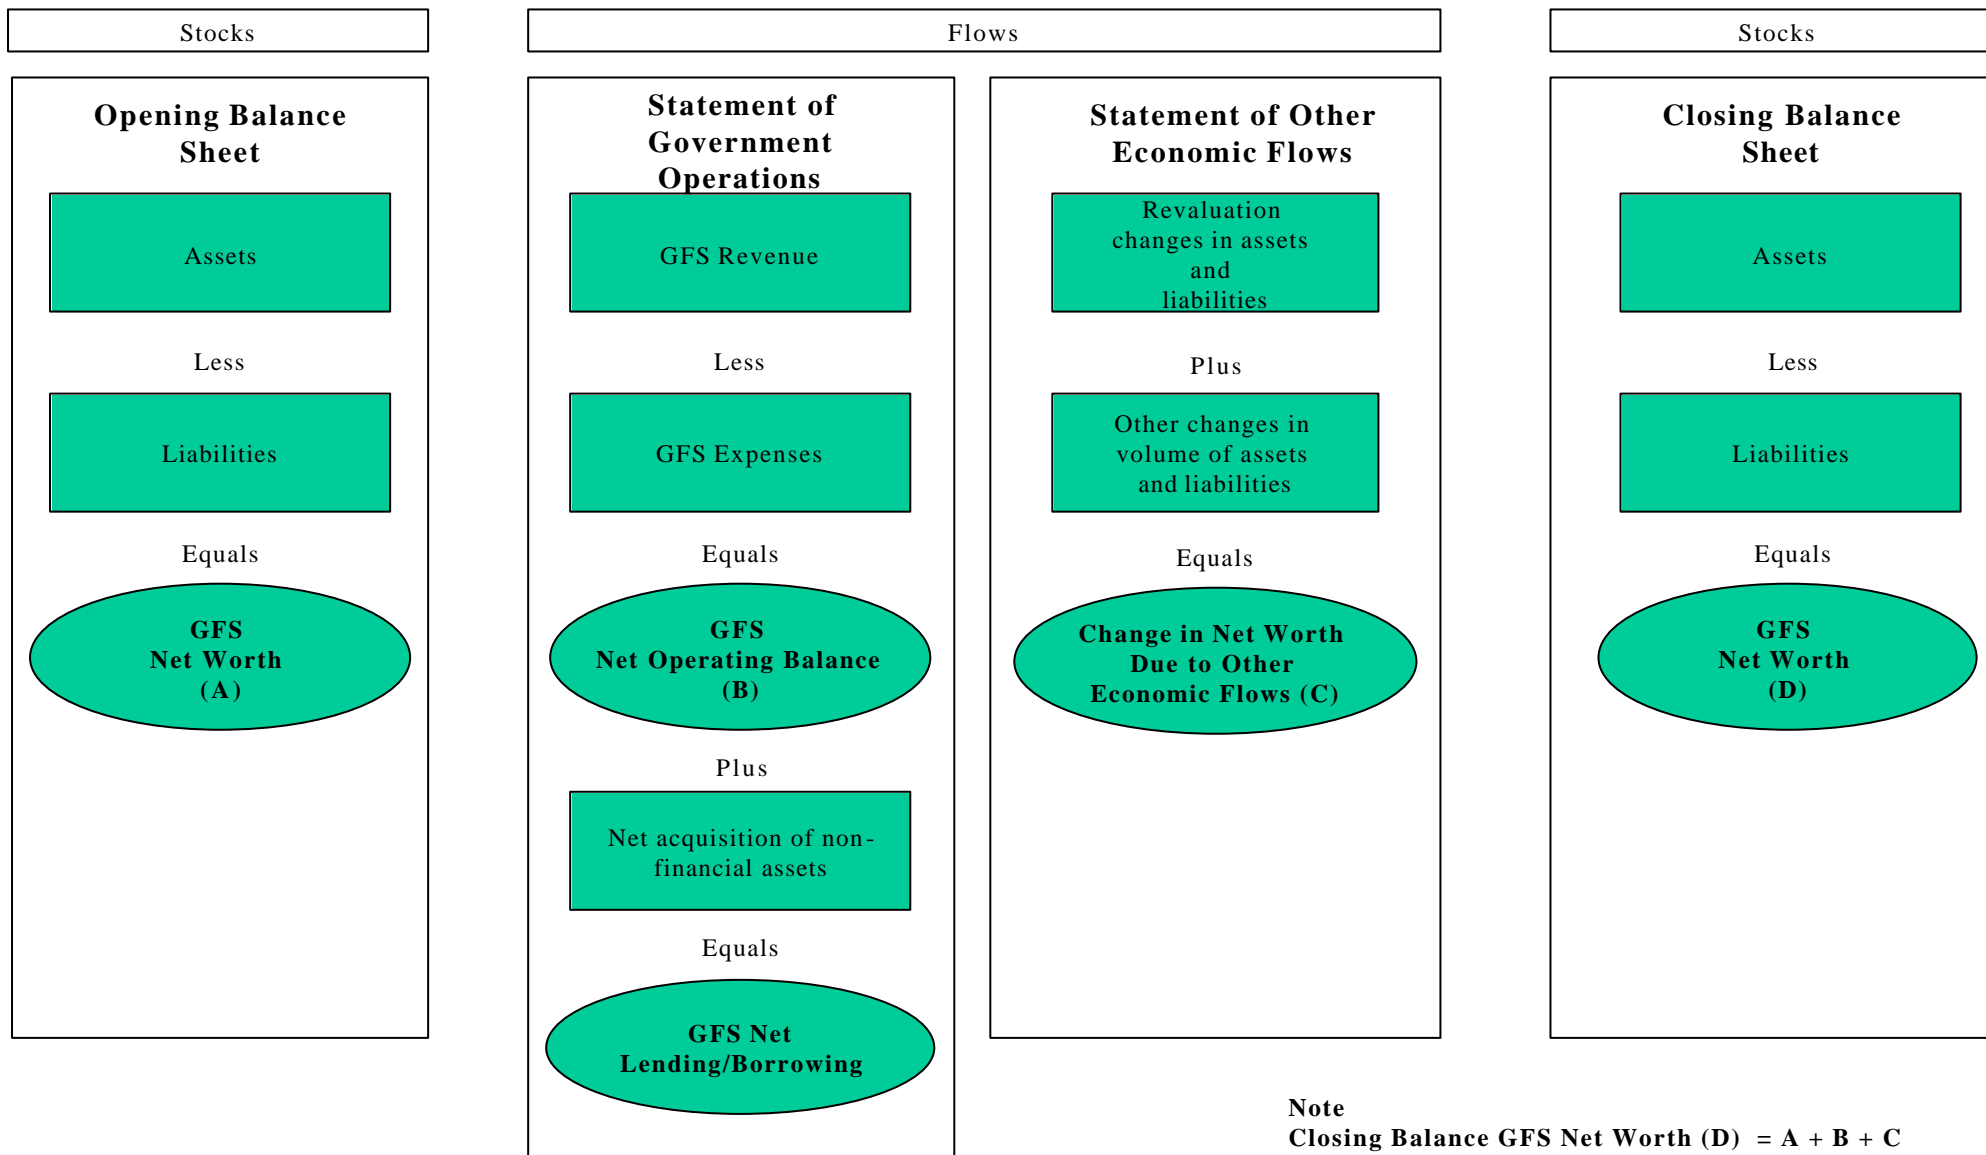 Stocks
Flows
Stocks
Opening Balance
Sheet
Assets
Less
Liabilities
Equals
GFS
Net Worth
(A)
Statement of
Government
Operations
GFS Revenue
Less
GFS Expenses
Equals
GFS
Net Operating Balance
(B)
Plus
Net acquisition of non-
financial assets
Equals
GFS Net
Lending/Borrowing
Statement of Other
Economic Flows
Revaluation
changes in assets
and
liabilities
Plus
Other changes in
volume of assets
and liabilities
Equals
Change in Net Worth
Due to Other
Economic Flows (C)
Closing Balance
Sheet
Assets
Less
Liabilities
Equals
GFS
Net Worth
(D)
Note
Closing Balance GFS Net Worth (D) = A + B + C